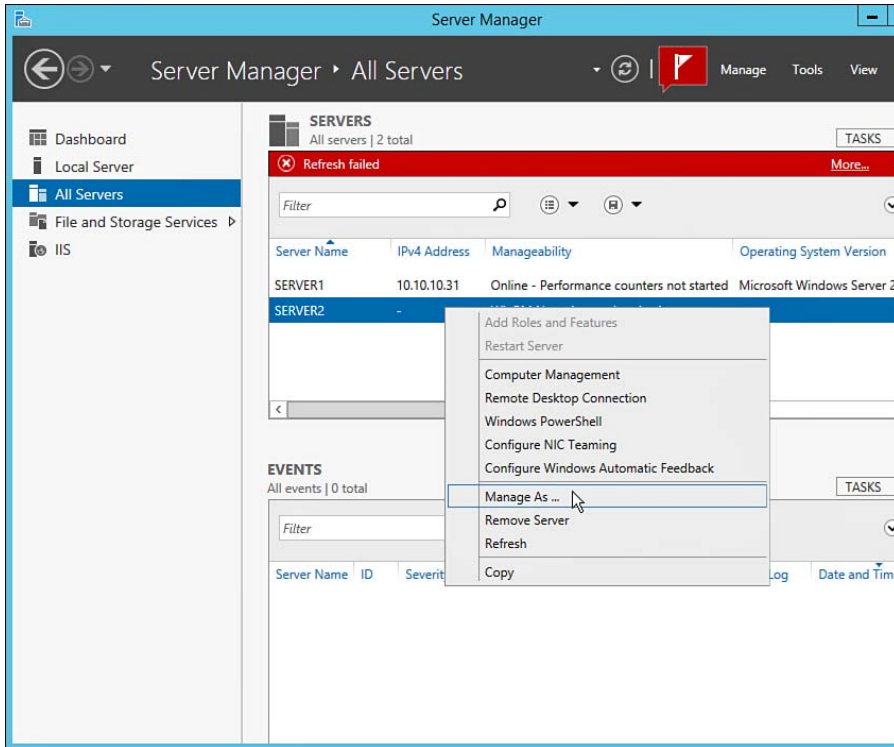 Server Manager
Server Manager ‣ All Servers
Manage Tools View
Dashboard
Local Server
All Servers
File and Storage Services
IIS
SERVERS
All servers | 2 total
TASKS
Refresh failed
More...
Filter
Server Name IPv4 Address Manageability Operating System Version
SERVER1 10.10.10.31 Online - Performance counters not started Microsoft Windows Server 2
SERVER2 -
Add Roles and Features
Restart Server
Computer Management
Remote Desktop Connection
Windows PowerShell
Configure NIC Teaming
Configure Windows Automatic Feedback
Manage As ...
Remove Server
Refresh
Copy
EVENTS
All events | 0 total
TASKS
Filter
Server Name ID Severit Log Date and Tim